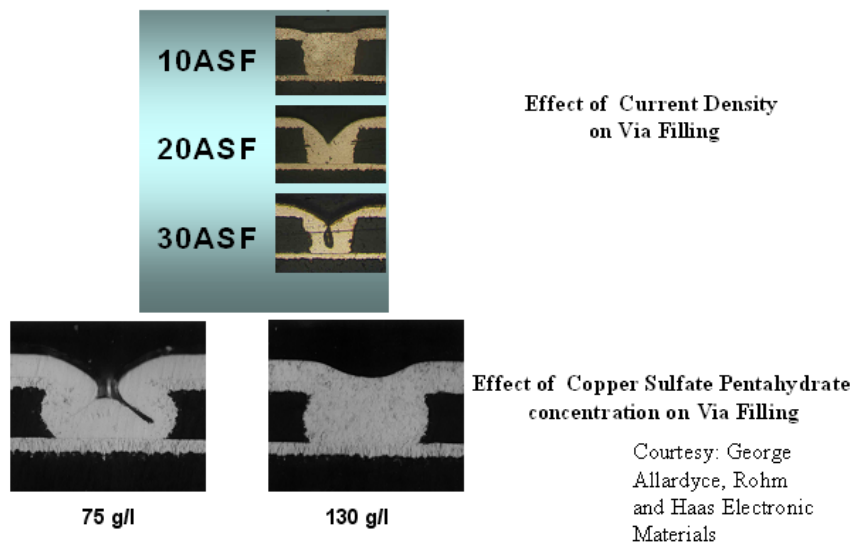 10ASF
20ASF
30ASF
Effect of Current Density
on Via Filling
75 g/l
130 g/l
Effect of Copper Sulfate Pentahydrate
concentration on Via Filling
Courtesy: George
Allardyce, Rohm
and Haas Electronic
Materials